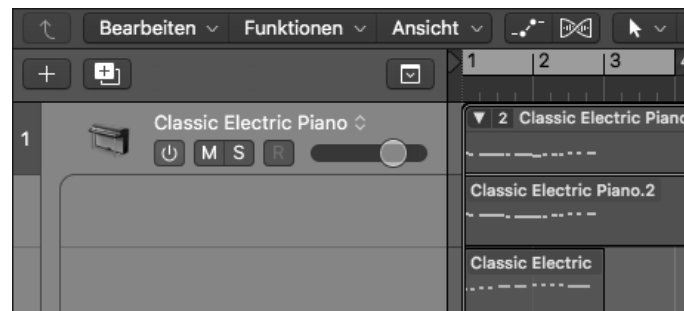 Bearbeiten Funktionen Ansicht
1 2 3
1 Classic Electric Piano 2 Classic Electric Piano
M S R
Classic Electric Piano.2
Classic Electric